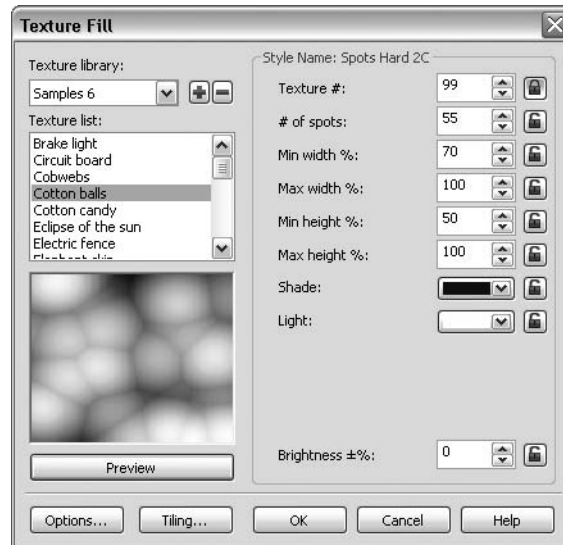 Texture Fill
Texture library:
Samples 6
Texture list:
Brake light
Circuit board
Cobwebs
Cotton balls
Cotton candy
Eclipse of the sun
Electric fence
Elephant skin
Preview
Style Name: Spots Hard 2C
Texture #: 99
# of spots: 55
Min width %: 70
Max width %: 100
Min height %: 50
Max height %: 100
Shade:
Light:
Brightness ±%: 0
Options... Tiling... OK Cancel Help